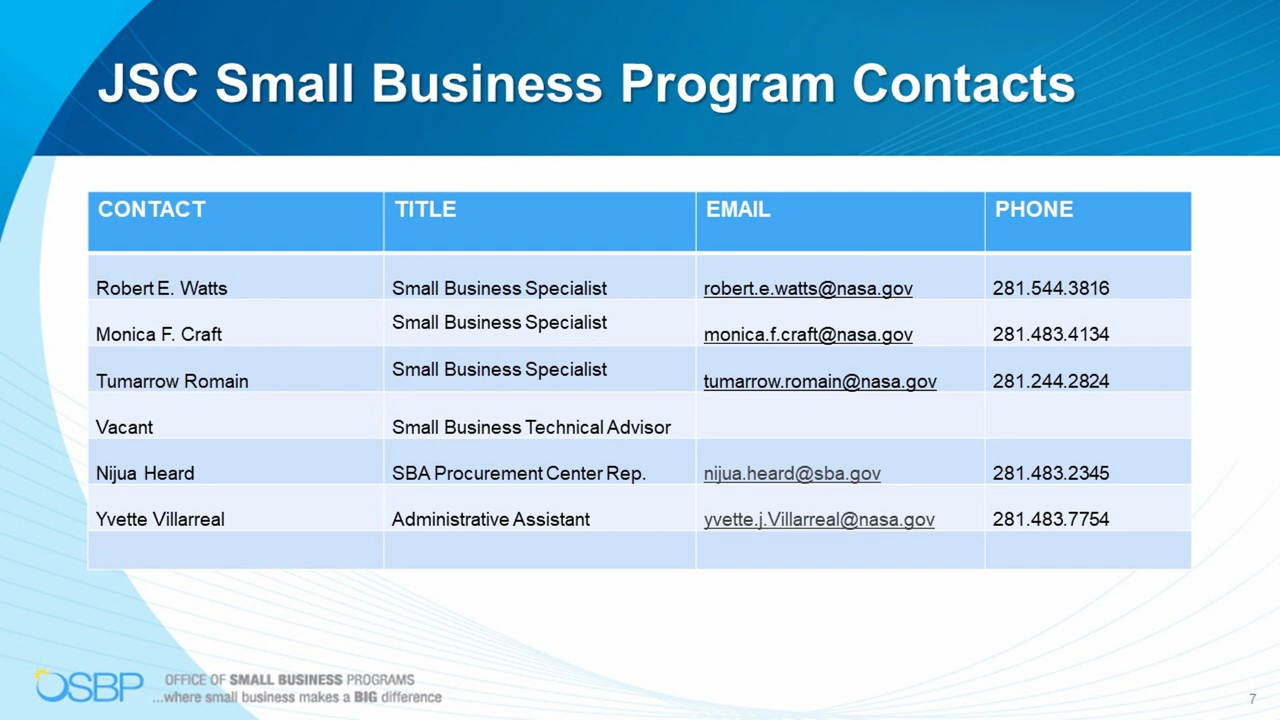 JSC Small Business Program Contacts
CONTACT TITLE EMAIL PHONE
Robert E. Watts Small Business Specialist robert.e.watts@nasa.gov 281.544.3816
Monica F. Craft Small Business Specialist monica.f.craft@nasa.gov 281.483.4134
Tumarrow Romain Small Business Specialist tumarrow.romain@nasa.gov 281.244.2824
Vacant Small Business Technical Advisor
Nijua Heard SBA Procurement Center Rep. nijua.heard@sba.gov 281.483.2345
Yvette Villarreal Administrative Assistant yvette.j.Villarreal@nasa.gov 281.483.7754
OSBP OFFICE OF SMALL BUSINESS PROGRAMS
...where small business makes a BIG difference
7